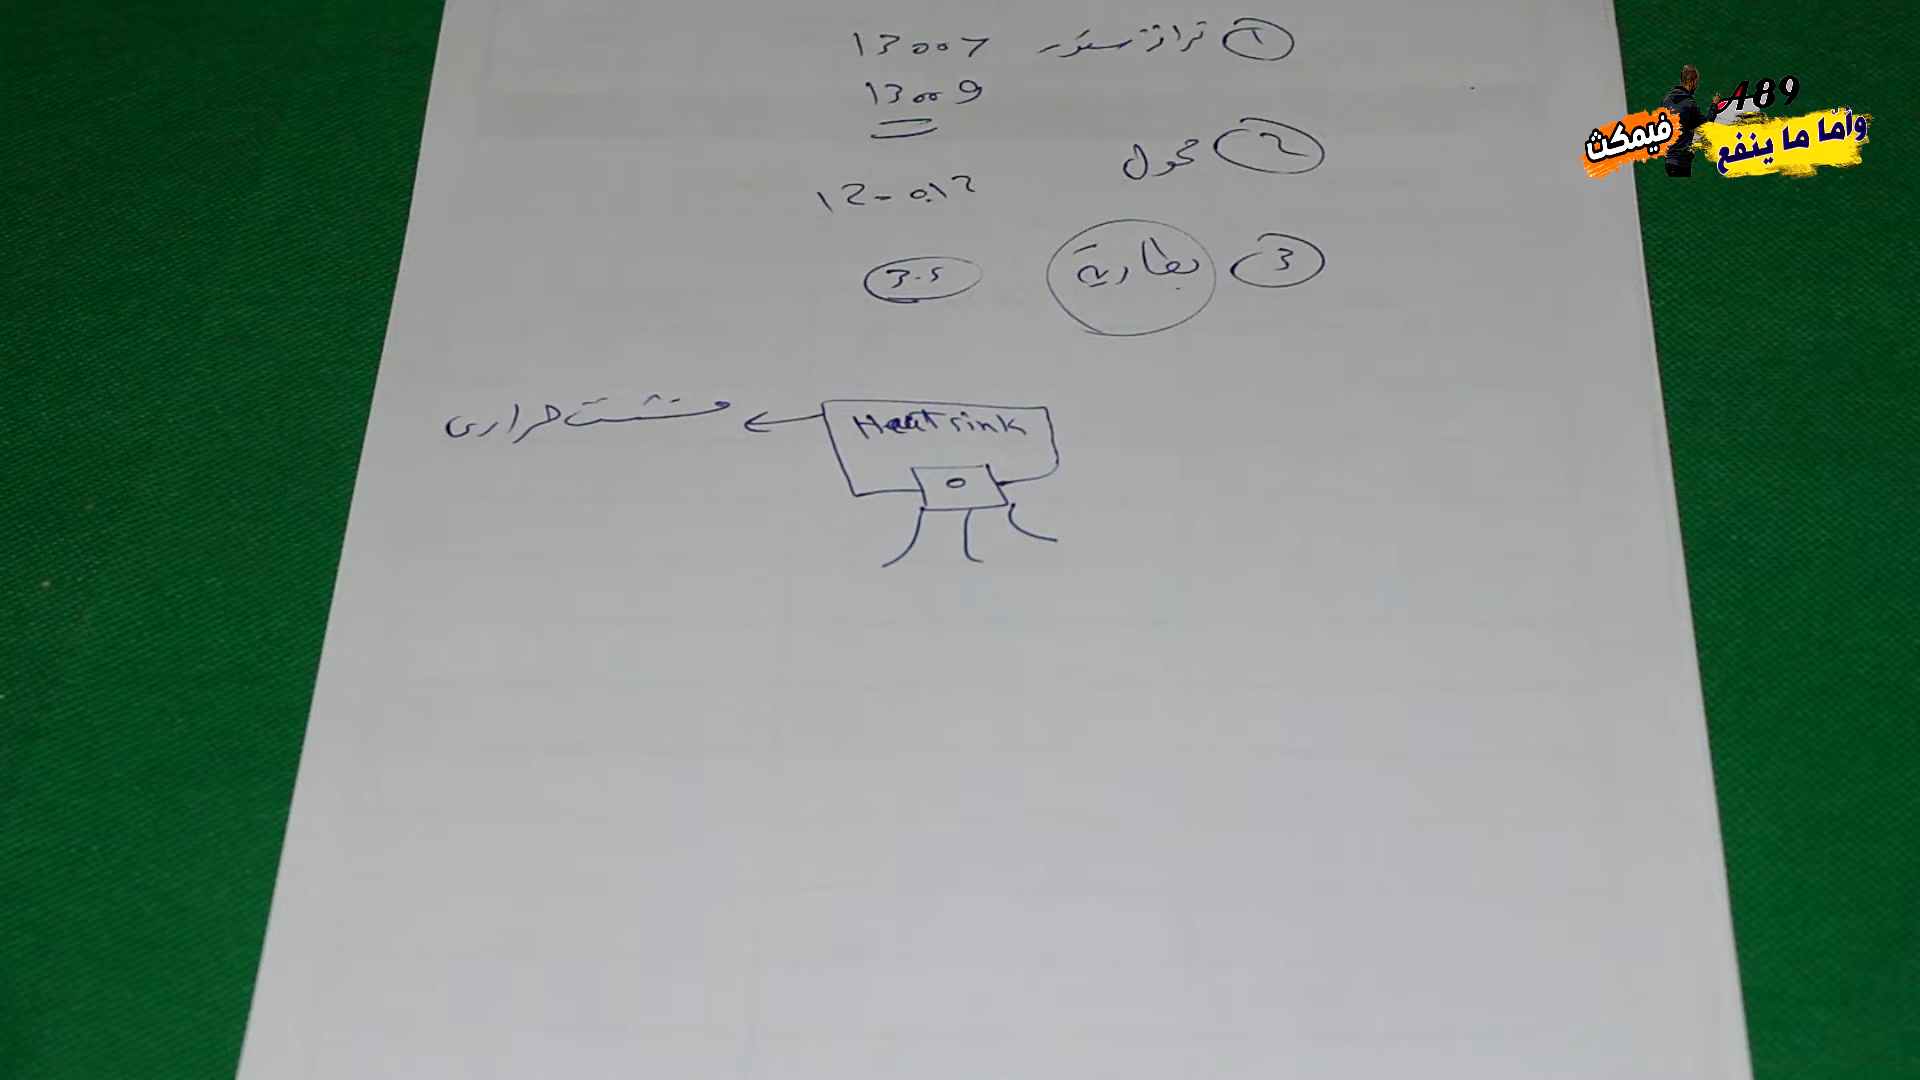 ① ترانزستور 13007
13009
② محول
12-0.12
③ بطارية 3.5
Heat sink
مشتت حرارى
A89
وأما ما ينفع
فيمكث